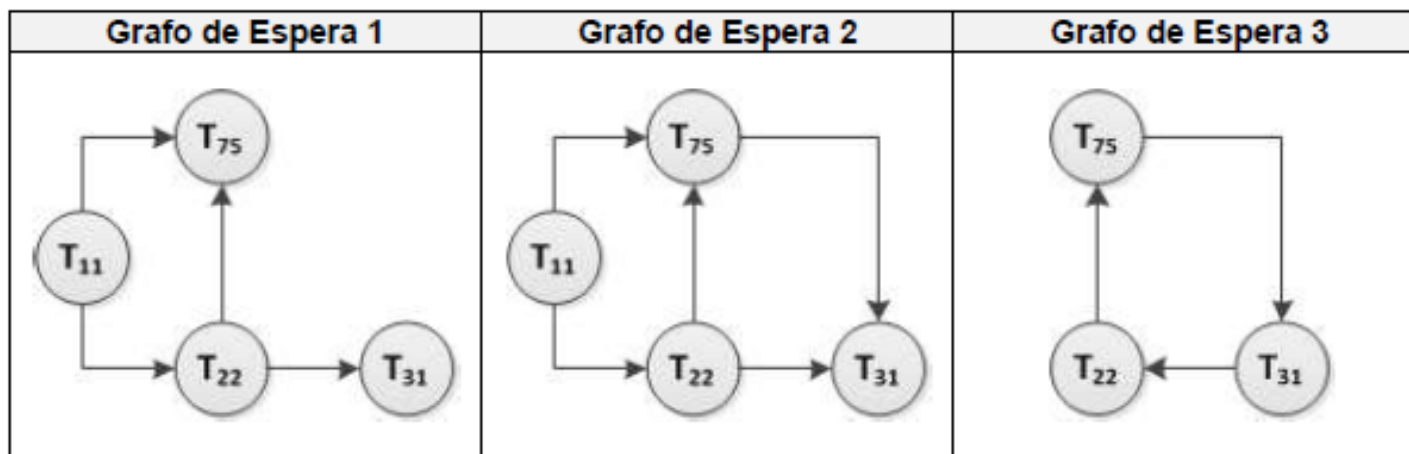 Grafo de Espera 1
Grafo de Espera 2
Grafo de Espera 3
T₇₅
T₁₁
T₂₂
T₃₁
T₇₅
T₁₁
T₂₂
T₃₁
T₇₅
T₂₂
T₃₁